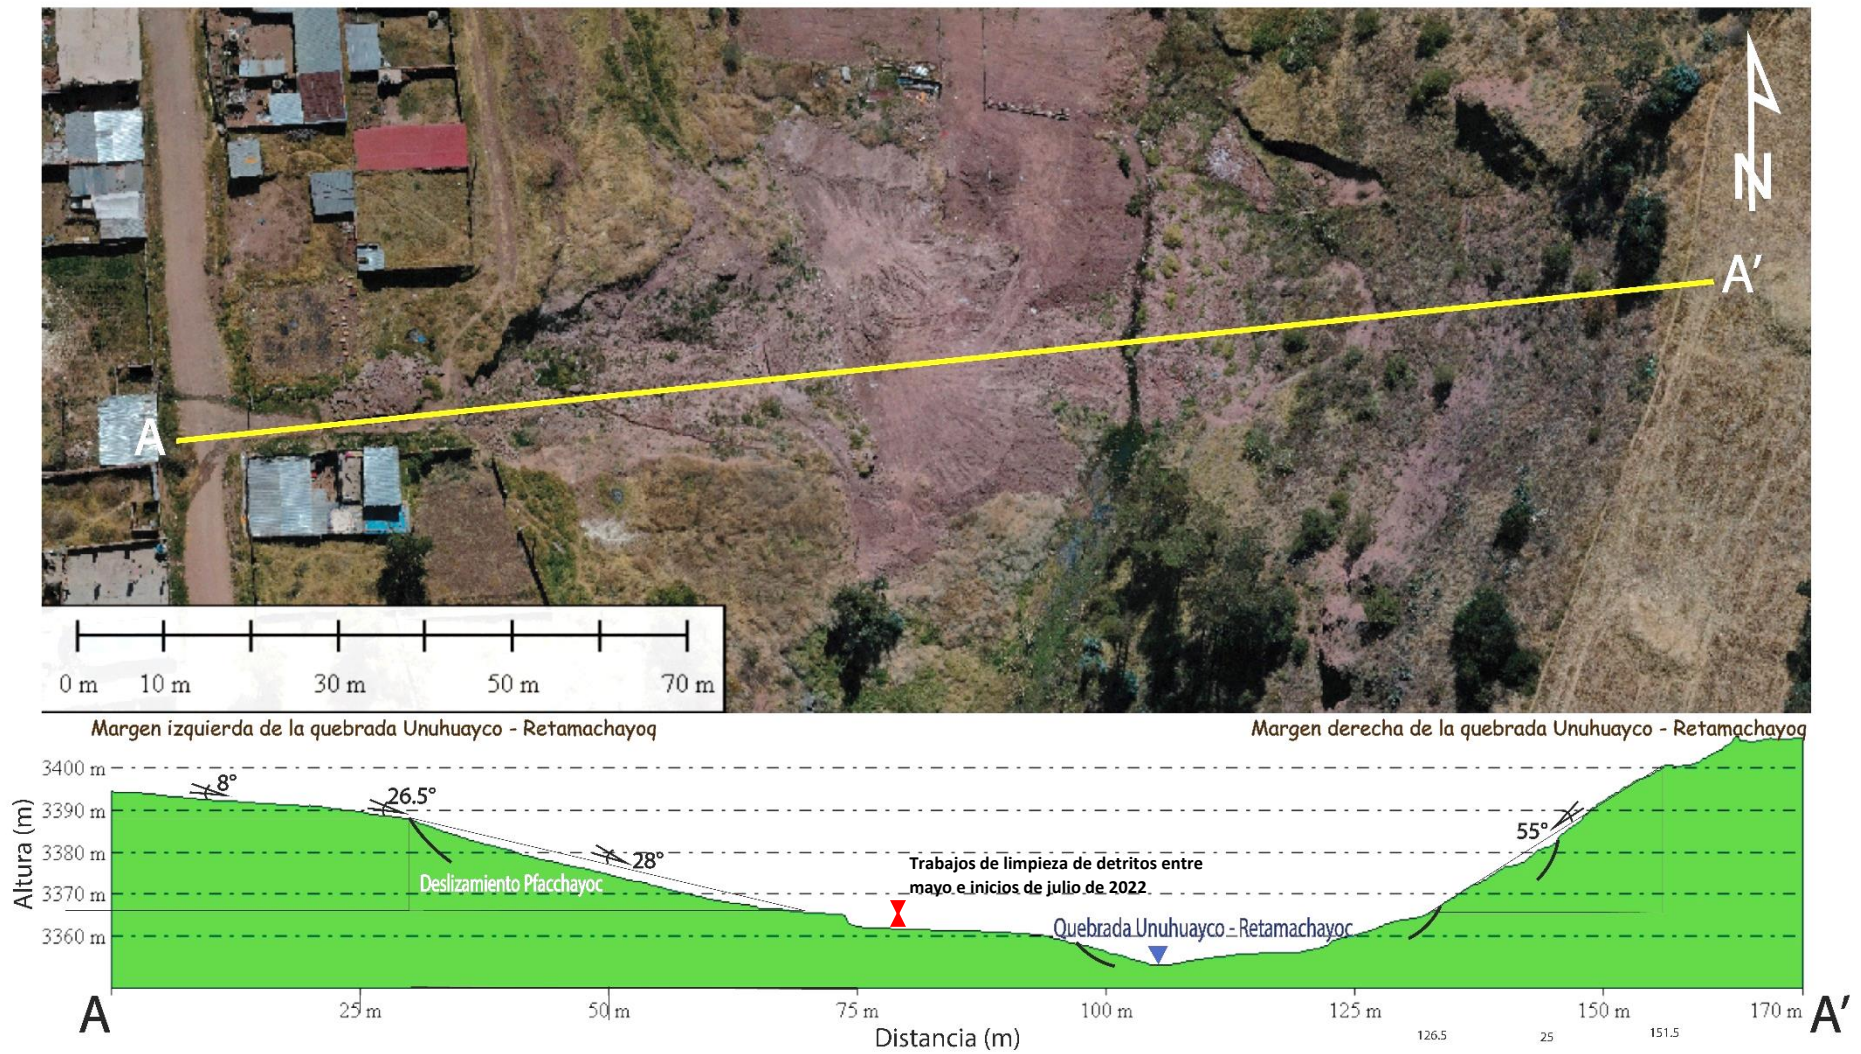 N
A'
A
0 m 10 m 30 m 50 m 70 m
Margen izquierda de la quebrada Unuhuayco - Retamachayoq
Margen derecha de la quebrada Unuhuayco - Retamachayoq
3400 m
3390 m
3380 m
3370 m
3360 m
Altura (m)
8°
26.5°
28°
55°
Deslizamiento Pfacchayoc
Trabajos de limpieza de detritos entre
mayo e inicios de julio de 2022
Quebrada Unuhuayco - Retamachayoc
A
25 m 50 m 75 m 100 m 125 m 150 m 170 m
A'
Distancia (m)
126.5 25 151.5